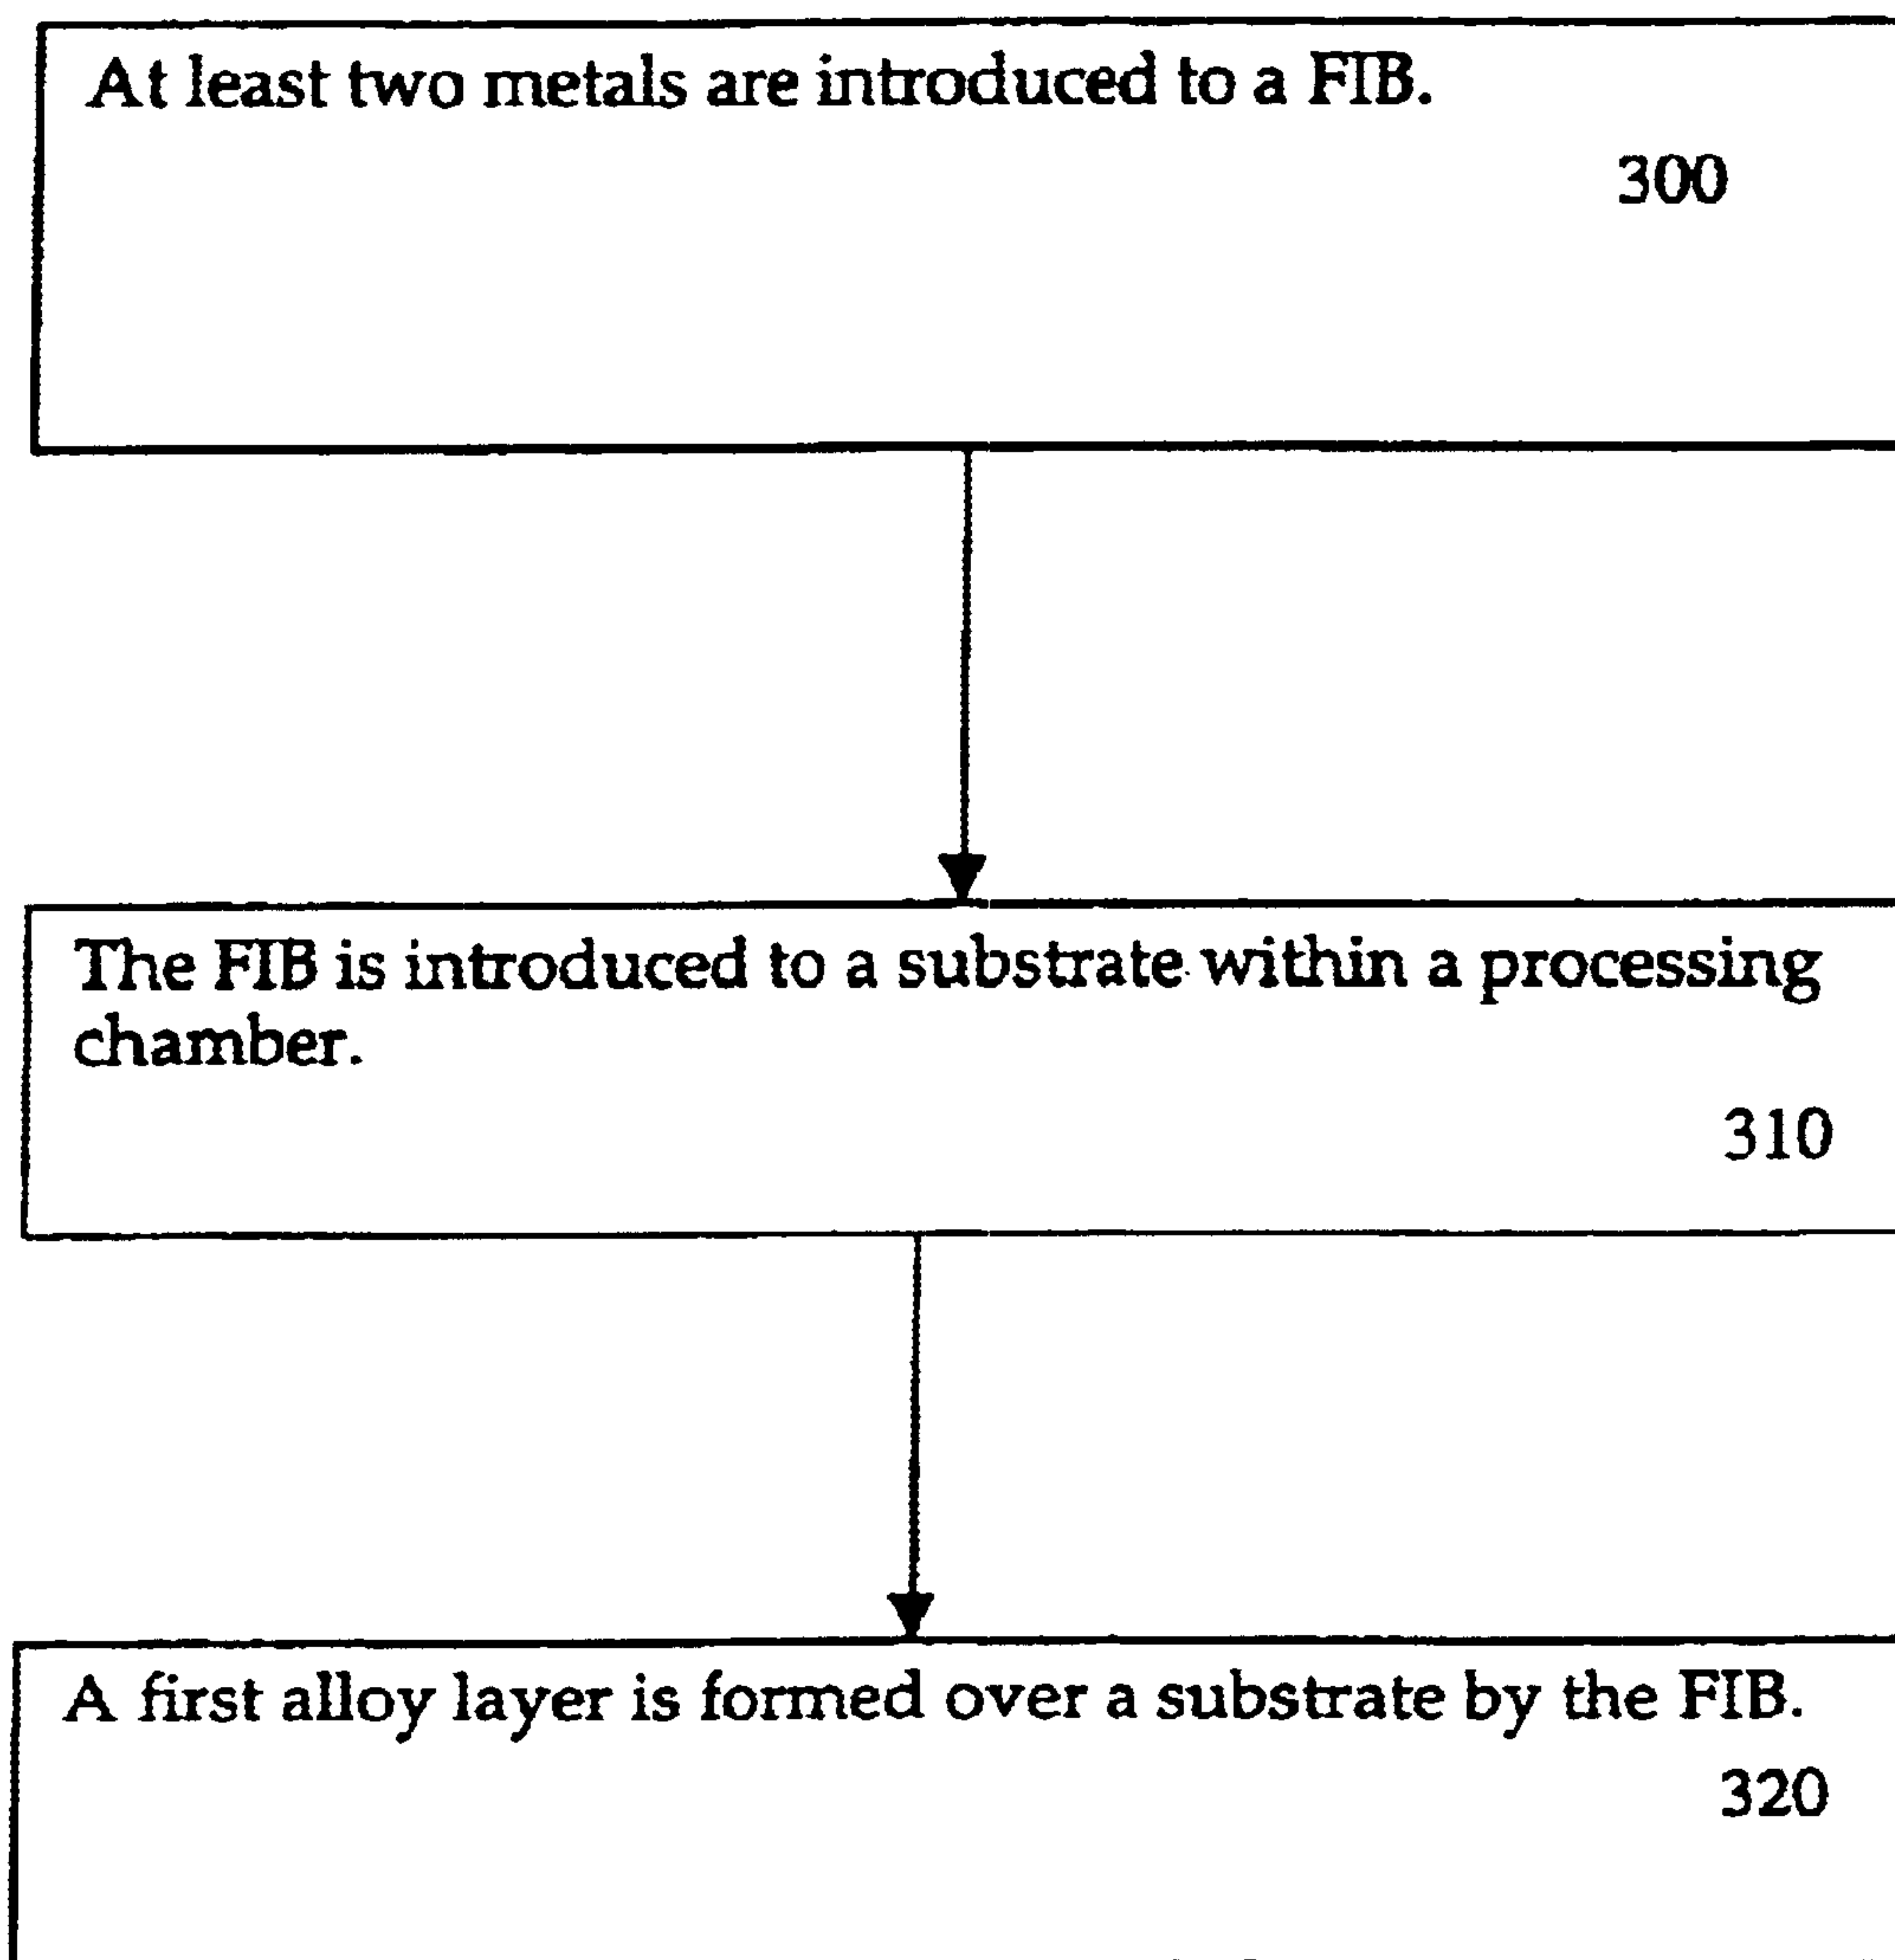 At least two metals are introduced to a FIB.
300
The FIB is introduced to a substrate within a processing
chamber.
310
A first alloy layer is formed over a substrate by the FIB.
320